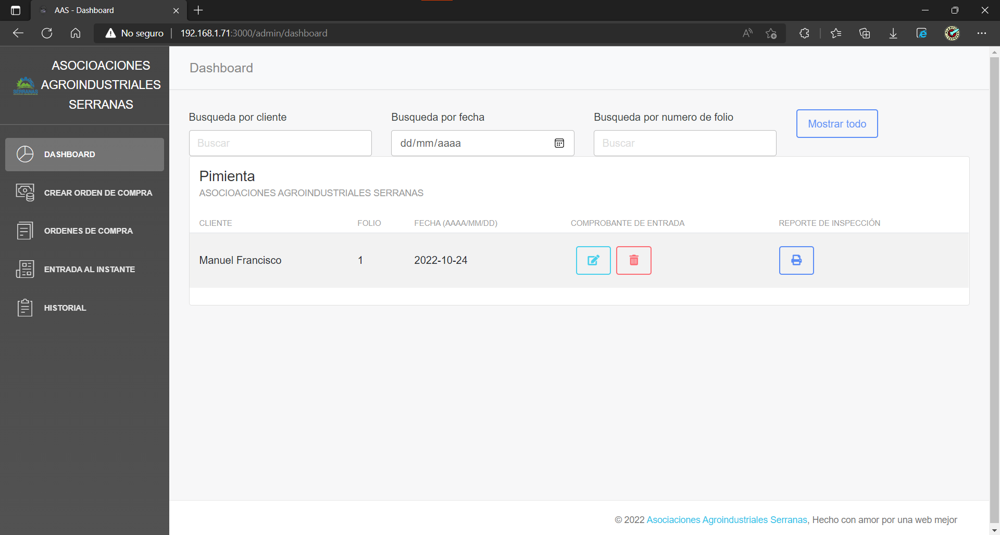 AAS - Dashboard
No seguro
192.168.1.71:3000/admin/dashboard
ASOCIOACIONES
AGROINDUSTRIALES
SERRANAS
SERRANAS
DASHBOARD
CREAR ORDEN DE COMPRA
ORDENES DE COMPRA
ENTRADA AL INSTANTE
HISTORIAL
Dashboard
Busqueda por cliente
Busqueda por fecha
Busqueda por numero de folio
Mostrar todo
Buscar
dd/mm/aaaa
Buscar
Pimienta
ASOCIOACIONES AGROINDUSTRIALES SERRANAS
CLIENTE FOLIO FECHA (AAAA/MM/DD) COMPROBANTE DE ENTRADA REPORTE DE INSPECCIÓN
Manuel Francisco 1 2022-10-24
© 2022 Asociaciones Agroindustriales Serranas, Hecho con amor por una web mejor